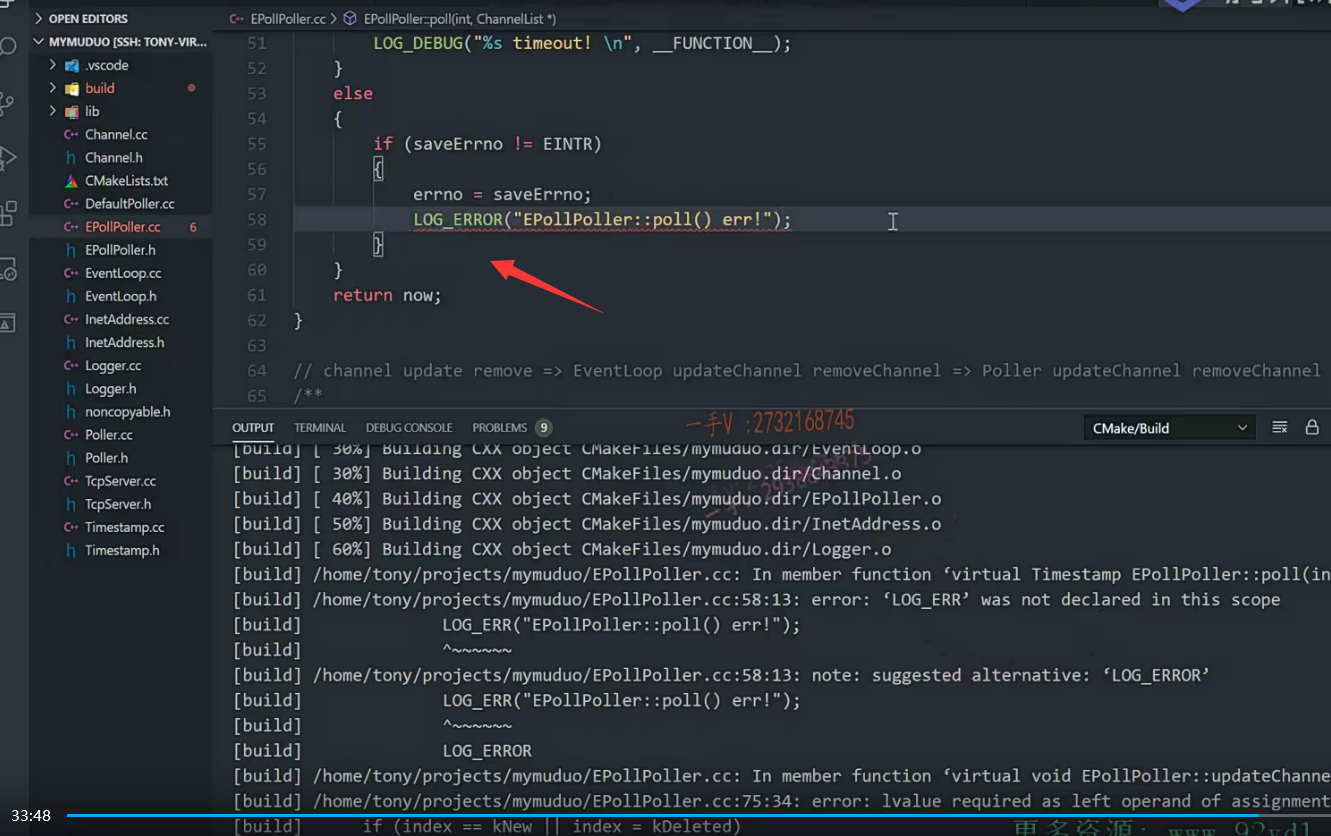 OPEN EDITORS
MYMUDUO [SSH: TONY-VIR...
.vscode
build
lib
Channel.cc
Channel.h
CMakeLists.txt
DefaultPoller.cc
EPollPoller.cc 6
EPollPoller.h
EventLoop.cc
EventLoop.h
InetAddress.cc
InetAddress.h
Logger.cc
Logger.h
noncopyable.h
Poller.cc
Poller.h
TcpServer.cc
TcpServer.h
Timestamp.cc
Timestamp.h
EPollPoller.cc > EPollPoller::poll(int, ChannelList *)
51 LOG_DEBUG("%s timeout! \n", __FUNCTION__);
52 }
53 else
54 {
55 if (saveErrno != EINTR)
56 {
57 errno = saveErrno;
58 LOG_ERROR("EPollPoller::poll() err!");
59 }
60 }
61 return now;
62 }
63
64 // channel update remove => EventLoop updateChannel removeChannel => Poller updateChannel removeChannel
65 /**
一手V :2732168745
OUTPUT TERMINAL DEBUG CONSOLE PROBLEMS 9 CMake/Build
[build] [ 30%] Building CXX object CMakeFiles/mymuduo.dir/EventLoop.o
[build] [ 30%] Building CXX object CMakeFiles/mymuduo.dir/Channel.o
[build] [ 40%] Building CXX object CMakeFiles/mymuduo.dir/EPollPoller.o
[build] [ 50%] Building CXX object CMakeFiles/mymuduo.dir/InetAddress.o
[build] [ 60%] Building CXX object CMakeFiles/mymuduo.dir/Logger.o
[build] /home/tony/projects/mymuduo/EPollPoller.cc: In member function ‘virtual Timestamp EPollPoller::poll(in
[build] /home/tony/projects/mymuduo/EPollPoller.cc:58:13: error: ‘LOG_ERR’ was not declared in this scope
[build] LOG_ERR("EPollPoller::poll() err!");
[build] ^~~~~~~
[build] /home/tony/projects/mymuduo/EPollPoller.cc:58:13: note: suggested alternative: ‘LOG_ERROR’
[build] LOG_ERR("EPollPoller::poll() err!");
[build] ^~~~~~~
[build] LOG_ERROR
[build] /home/tony/projects/mymuduo/EPollPoller.cc: In member function ‘virtual void EPollPoller::updateChanne
[build] /home/tony/projects/mymuduo/EPollPoller.cc:75:34: error: lvalue required as left operand of assignment
[build] if (index == kNew || index = kDeleted)
33:48
更多资源: